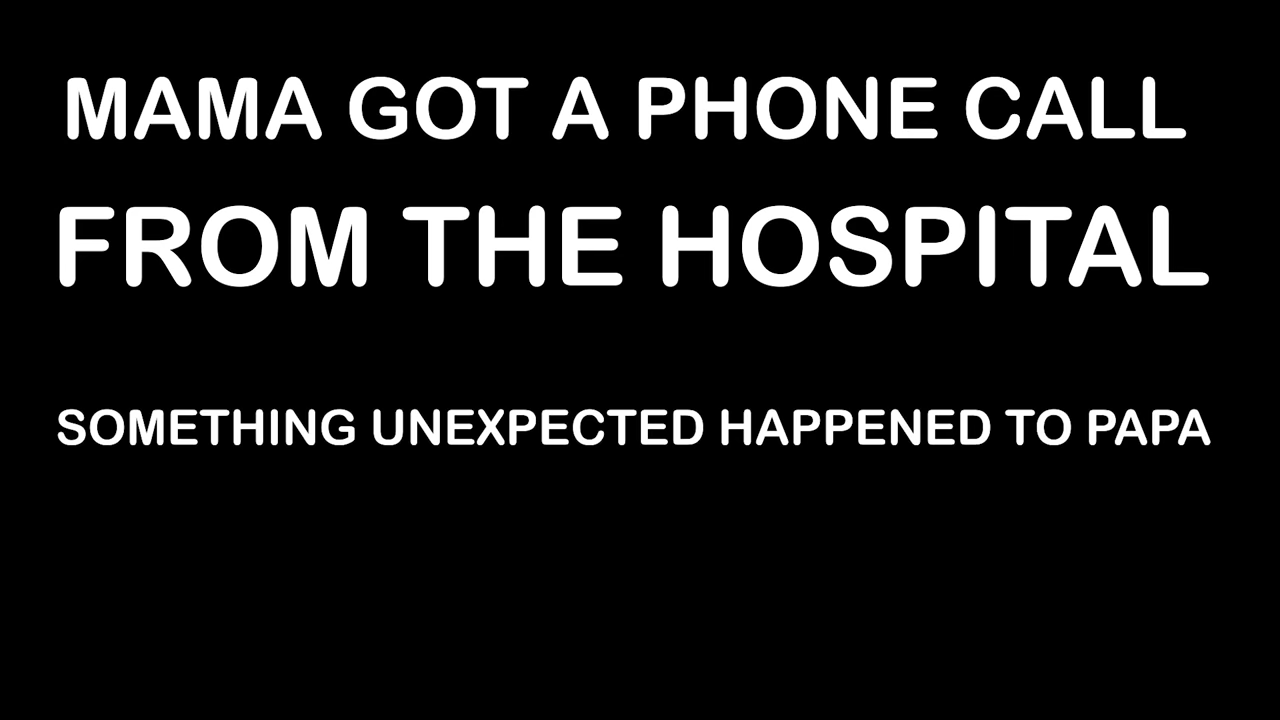 MAMA GOT A PHONE CALL
FROM THE HOSPITAL
SOMETHING UNEXPECTED HAPPENED TO PAPA